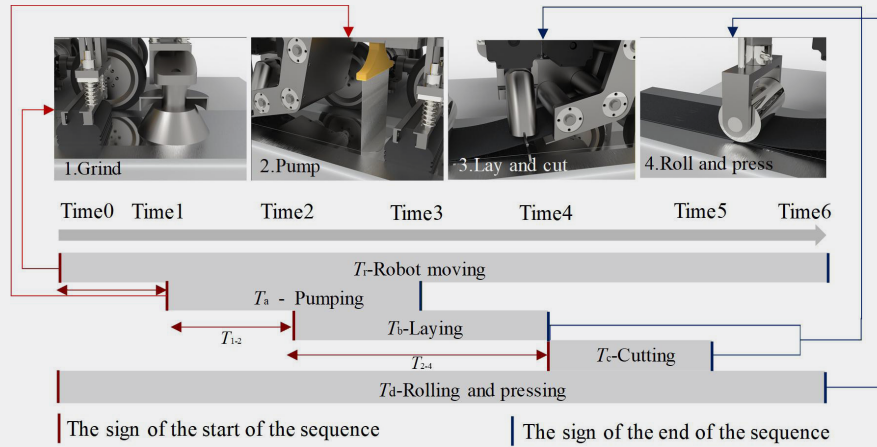 1.Grind
2.Pump
3.Lay and cut
4.Roll and press
Time0 Time1 Time2 Time3 Time4 Time5 Time6
Tr-Robot moving
Ta - Pumping
T1-2
Tb-Laying
T2-4
Tc-Cutting
Td-Rolling and pressing
The sign of the start of the sequence
The sign of the end of the sequence